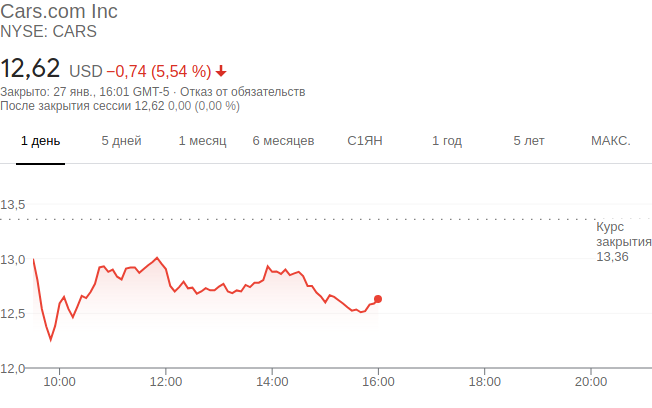 Cars.com Inc
NYSE: CARS
12,62 USD −0,74 (5,54 %)
Закрыто: 27 янв., 16:01 GMT-5 · Отказ от обязательств
После закрытия сессии 12,62 0,00 (0,00 %)
1 день 5 дней 1 месяц 6 месяцев С1ЯН 1 год 5 лет МАКС.
13,5
Курс
закрытия
13,36
13,0
12,5
12,0
10:00 12:00 14:00 16:00 18:00 20:00